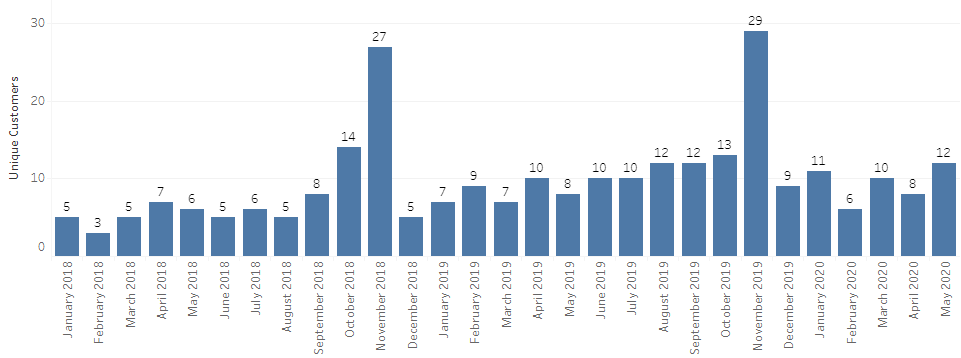 30
20
10
0
Unique Customers
5
3
5
7
6
5
6
5
8
14
27
5
7
9
7
10
8
10
10
12
12
13
29
9
11
6
10
8
12
January 2018
February 2018
March 2018
April 2018
May 2018
June 2018
July 2018
August 2018
September 2018
October 2018
November 2018
December 2018
January 2019
February 2019
March 2019
April 2019
May 2019
June 2019
July 2019
August 2019
September 2019
October 2019
November 2019
December 2019
January 2020
February 2020
March 2020
April 2020
May 2020